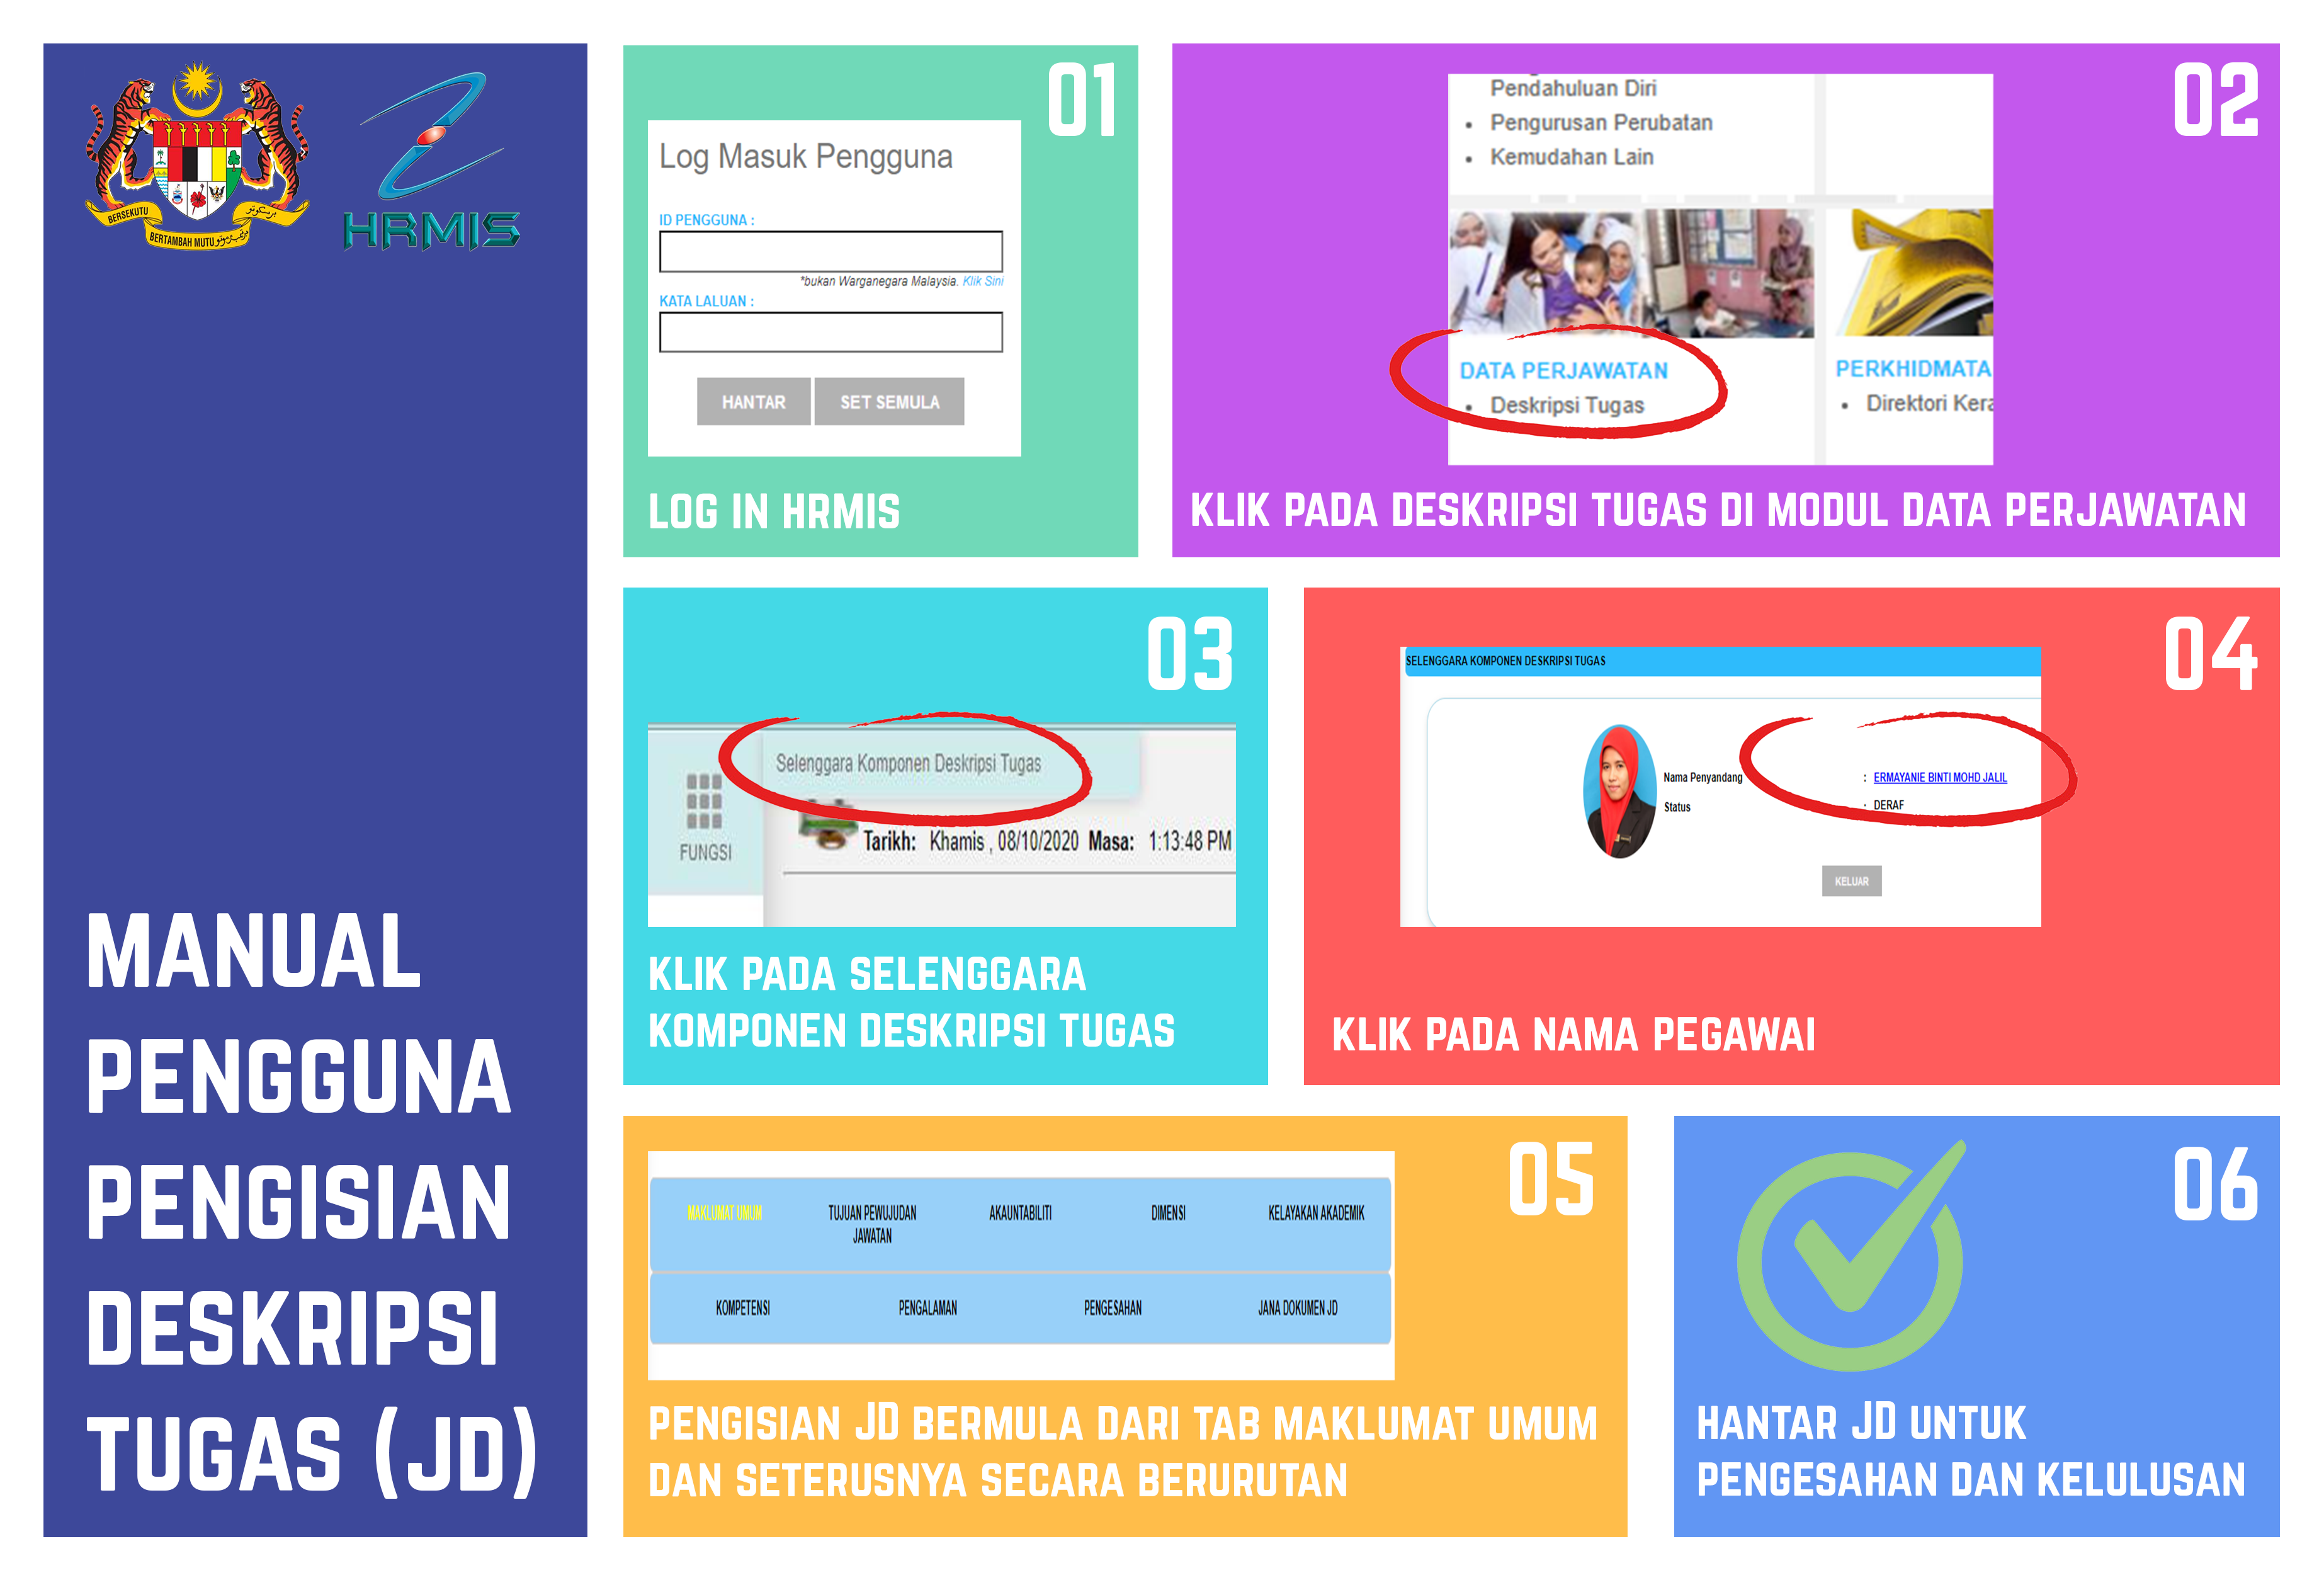 BERSEKUTU
BERTAMBAH MUTU
HRMIS
MANUAL
PENGGUNA
PENGISIAN
DESKRIPSI
TUGAS (JD)
01
Log Masuk Pengguna
ID PENGGUNA :
*bukan Warganegara Malaysia. Klik Sini
KATA LALUAN :
HANTAR SET SEMULA
LOG IN HRMIS
02
Pendahuluan Diri
• Pengurusan Perubatan
• Kemudahan Lain
DATA PERJAWATAN
• Deskripsi Tugas
PERKHIDMATA
• Direktori Kera
KLIK PADA DESKRIPSI TUGAS DI MODUL DATA PERJAWATAN
03
Selenggara Komponen Deskripsi Tugas
FUNGSI
Tarikh: Khamis , 08/10/2020 Masa: 1:13:48 PM
KLIK PADA SELENGGARA
KOMPONEN DESKRIPSI TUGAS
04
SELENGGARA KOMPONEN DESKRIPSI TUGAS
Nama Penyandang : ERMAYANIE BINTI MOHD JALIL
Status : DERAF
KELUAR
KLIK PADA NAMA PEGAWAI
05
MAKLUMAT UMUM TUJUAN PEWUJUDAN AKAUNTABILITI DIMENSI KELAYAKAN AKADEMIK
JAWATAN
KOMPETENSI PENGALAMAN PENGESAHAN JANA DOKUMEN JD
PENGISIAN JD BERMULA DARI TAB MAKLUMAT UMUM
DAN SETERUSNYA SECARA BERURUTAN
06
HANTAR JD UNTUK
PENGESAHAN DAN KELULUSAN